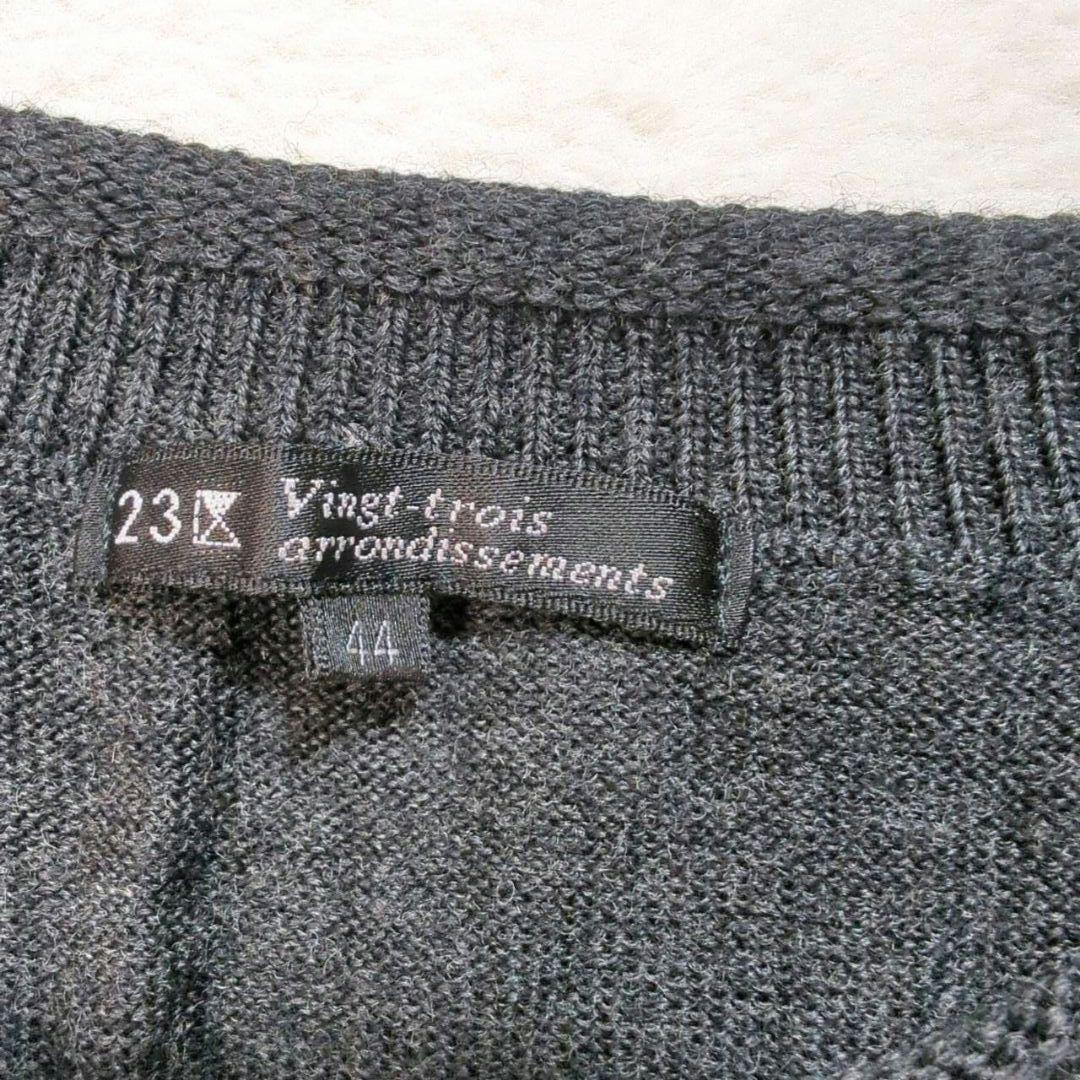 23
Vingt-trois
arrondissements
44